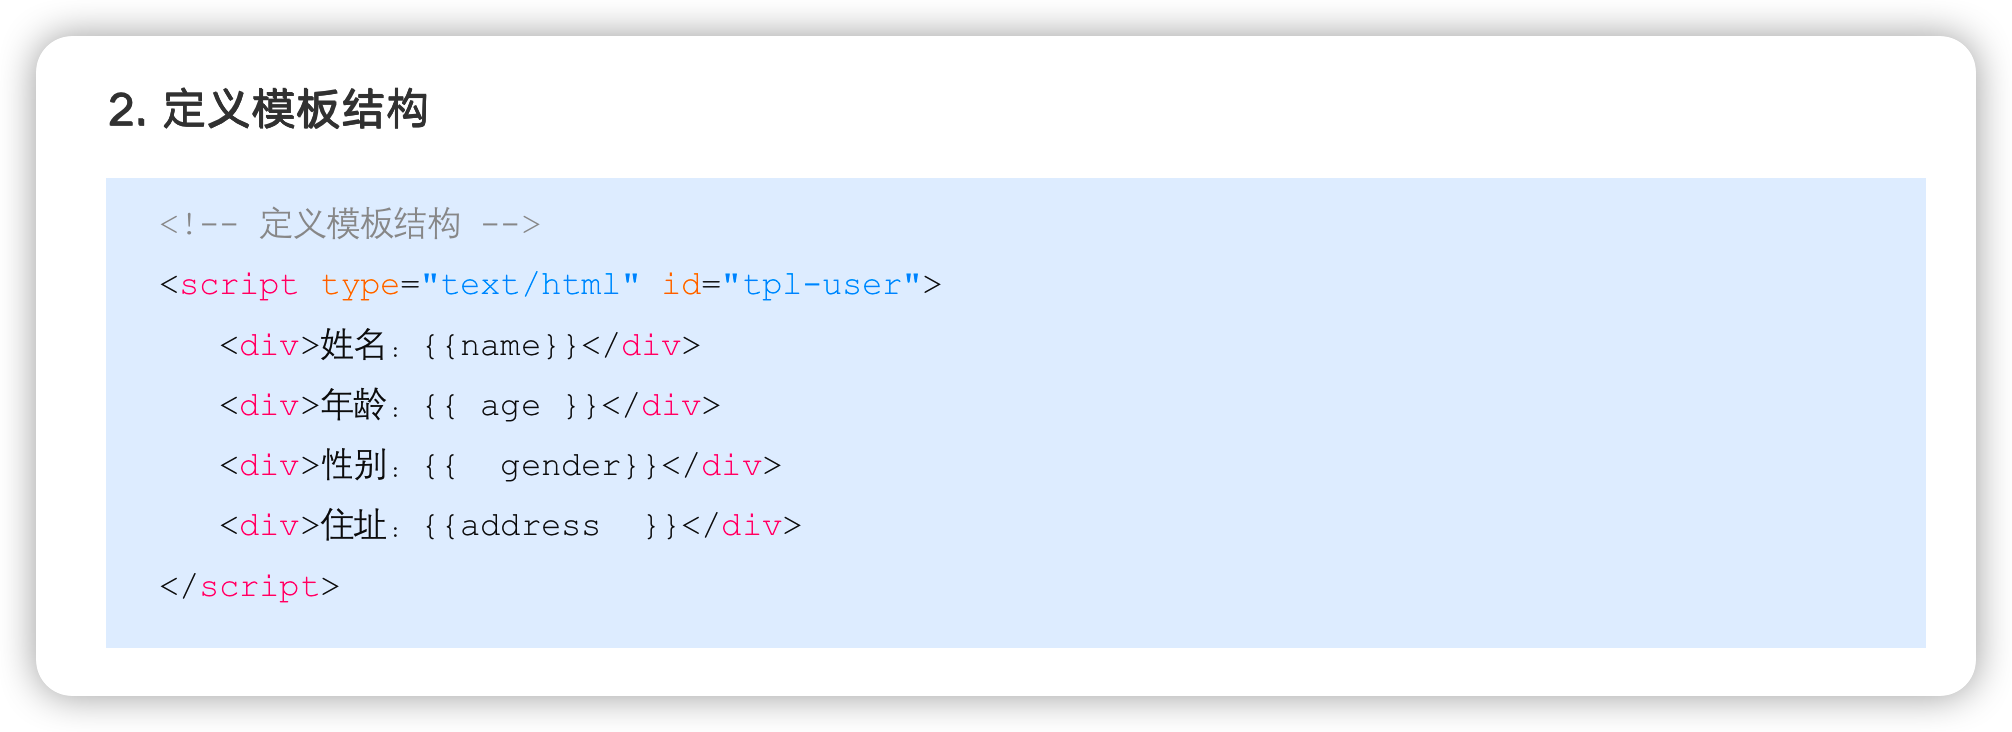 2. 定义模板结构
<!-- 定义模板结构 -->
<script type="text/html" id="tpl-user">
<div>姓名：{{name}}</div>
<div>年龄：{{ age }}</div>
<div>性别：{{  gender}}</div>
<div>住址：{{address  }}</div>
</script>